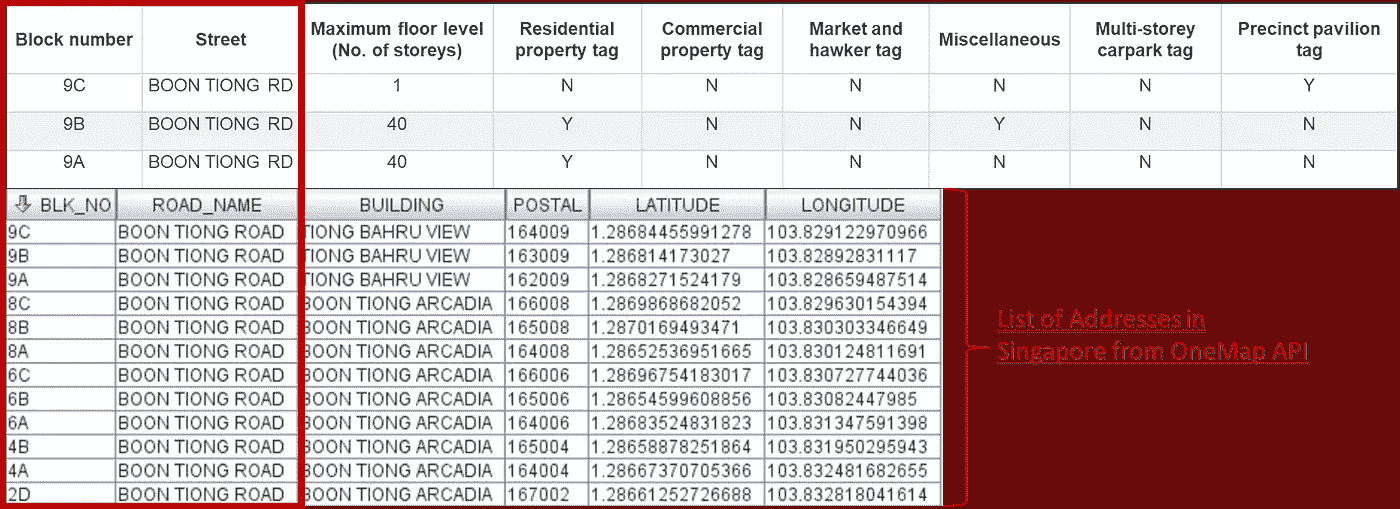 Block number Street Maximum floor level (No. of storeys) Residential property tag Commercial property tag Market and hawker tag Miscellaneous Multi-storey carpark tag Precinct pavilion tag
9C BOON TIONG RD 1 N N N N N Y
9B BOON TIONG RD 40 Y N N Y N N
9A BOON TIONG RD 40 Y N N N N N
BLK_NO ROAD_NAME BUILDING POSTAL LATITUDE LONGITUDE
9C BOON TIONG ROAD TIONG BAHRU VIEW 164009 1.28684455991278 103.829122970966
9B BOON TIONG ROAD TIONG BAHRU VIEW 163009 1.286814173027 103.82892831117
9A BOON TIONG ROAD TIONG BAHRU VIEW 162009 1.2868271524179 103.828659487514
8C BOON TIONG ROAD BOON TIONG ARCADIA 166008 1.2869868682052 103.829630154394
8B BOON TIONG ROAD BOON TIONG ARCADIA 165008 1.2870169493471 103.830303346649
8A BOON TIONG ROAD BOON TIONG ARCADIA 164008 1.28652536951665 103.830124811691
6C BOON TIONG ROAD BOON TIONG ARCADIA 166006 1.28696754183017 103.830727744036
6B BOON TIONG ROAD BOON TIONG ARCADIA 165006 1.28654599608856 103.83082447985
6A BOON TIONG ROAD BOON TIONG ARCADIA 164006 1.28683524831823 103.831347591398
4B BOON TIONG ROAD BOON TIONG ARCADIA 165004 1.28658878251864 103.831950295943
4A BOON TIONG ROAD BOON TIONG ARCADIA 164004 1.28667370705366 103.832481682655
2D BOON TIONG ROAD BOON TIONG ARCADIA 167002 1.28661252726688 103.832818041614
List of Addresses in
Singapore from OneMap API